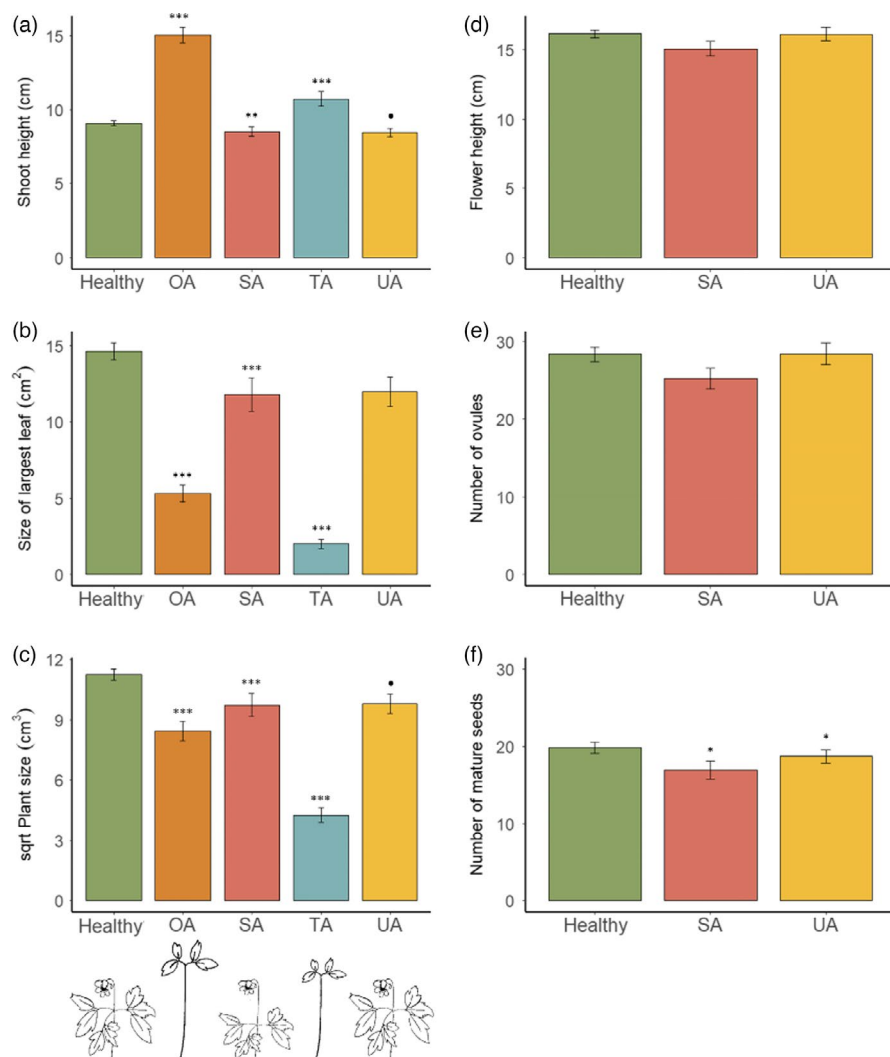 (a)
Shoot height (cm)
15
10
5
0
***
**
***
•
Healthy OA SA TA UA
(b)
Size of largest leaf (cm²)
15
10
5
0
***
***
***
Healthy OA SA TA UA
(c)
sqrt Plant size (cm³)
12
9
6
3
0
***
***
***
•
Healthy OA SA TA UA
(d)
Flower height (cm)
15
10
5
0
Healthy SA UA
(e)
Number of ovules
30
20
10
0
Healthy SA UA
(f)
Number of mature seeds
30
20
10
0
*
*
Healthy SA UA